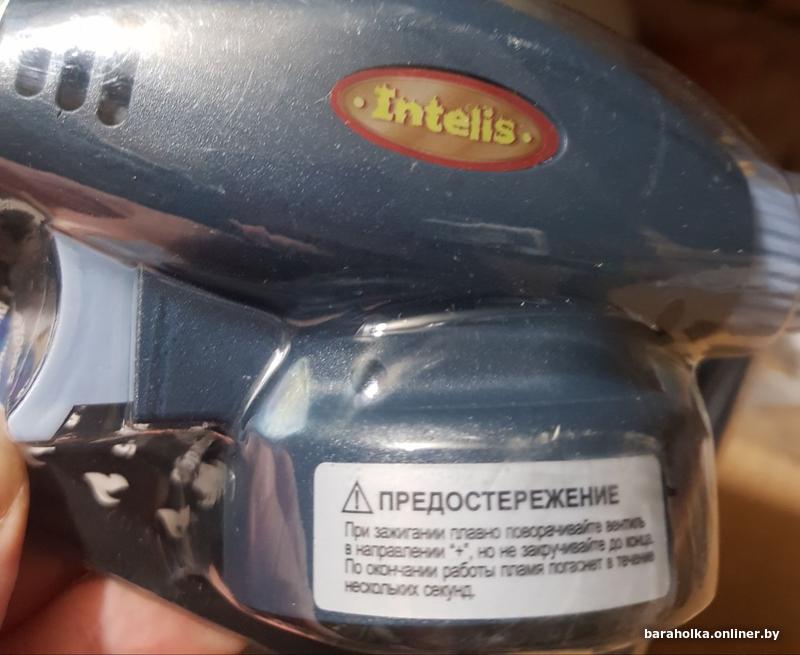 Intelis
ПРЕДОСТЕРЕЖЕНИЕ
При зажигании плавно поворачивайте вентиль
в направлении "+", но не закручивайте до конца.
По окончании работы пламя погаснет в течение
нескольких секунд.
baraholka.onliner.by